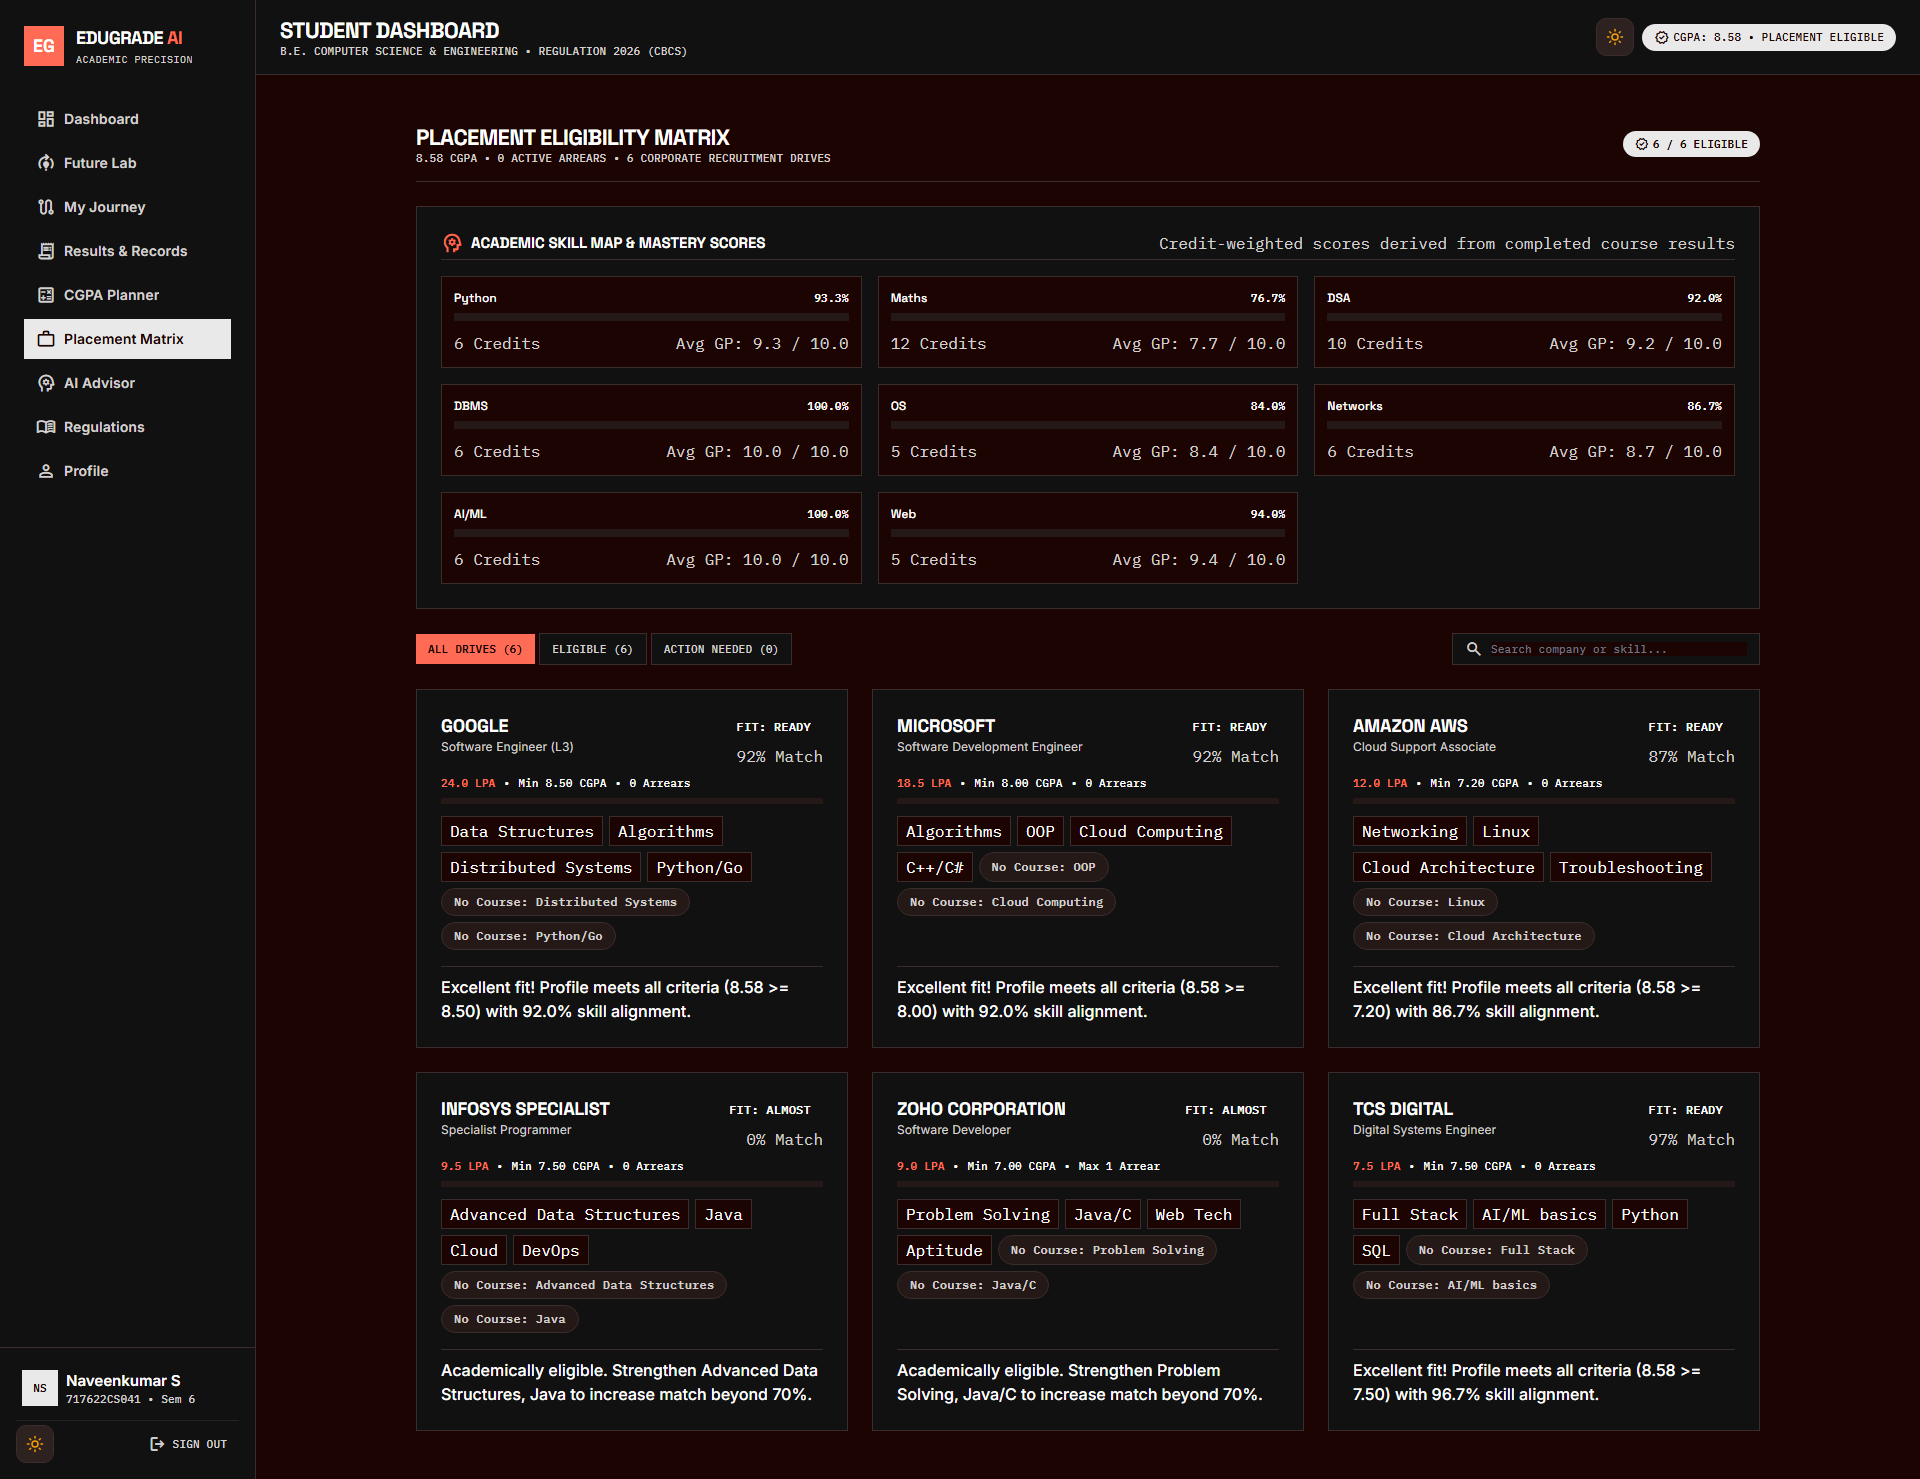 EG
EDUGRADE AI
ACADEMIC PRECISION
Dashboard
Future Lab
My Journey
Results & Records
CGPA Planner
Placement Matrix
AI Advisor
Regulations
Profile
NS
Naveenkumar S
717622CS041 • Sem 6
SIGN OUT
STUDENT DASHBOARD
B.E. COMPUTER SCIENCE & ENGINEERING • REGULATION 2026 (CBCS)
CGPA: 8.58 • PLACEMENT ELIGIBLE
PLACEMENT ELIGIBILITY MATRIX
8.58 CGPA • 0 ACTIVE ARREARS • 6 CORPORATE RECRUITMENT DRIVES
6 / 6 ELIGIBLE
ACADEMIC SKILL MAP & MASTERY SCORES
Credit-weighted scores derived from completed course results
Python 93.3%
6 Credits Avg GP: 9.3 / 10.0
Maths 76.7%
12 Credits Avg GP: 7.7 / 10.0
DSA 92.0%
10 Credits Avg GP: 9.2 / 10.0
DBMS 100.0%
6 Credits Avg GP: 10.0 / 10.0
OS 84.0%
5 Credits Avg GP: 8.4 / 10.0
Networks 86.7%
6 Credits Avg GP: 8.7 / 10.0
AI/ML 100.0%
6 Credits Avg GP: 10.0 / 10.0
Web 94.0%
5 Credits Avg GP: 9.4 / 10.0
ALL DRIVES (6) ELIGIBLE (6) ACTION NEEDED (0)
Search company or skill...
GOOGLE FIT: READY
Software Engineer (L3)
92% Match
24.0 LPA • Min 8.50 CGPA • 0 Arrears
Data Structures Algorithms
Distributed Systems Python/Go
No Course: Distributed Systems
No Course: Python/Go
Excellent fit! Profile meets all criteria (8.58 >=
8.50) with 92.0% skill alignment.
MICROSOFT FIT: READY
Software Development Engineer
92% Match
18.5 LPA • Min 8.00 CGPA • 0 Arrears
Algorithms OOP Cloud Computing
C++/C# No Course: OOP
No Course: Cloud Computing
Excellent fit! Profile meets all criteria (8.58 >=
8.00) with 92.0% skill alignment.
AMAZON AWS FIT: READY
Cloud Support Associate
87% Match
12.0 LPA • Min 7.20 CGPA • 0 Arrears
Networking Linux
Cloud Architecture Troubleshooting
No Course: Linux
No Course: Cloud Architecture
Excellent fit! Profile meets all criteria (8.58 >=
7.20) with 86.7% skill alignment.
INFOSYS SPECIALIST FIT: ALMOST
Specialist Programmer
0% Match
9.5 LPA • Min 7.50 CGPA • 0 Arrears
Advanced Data Structures Java
Cloud DevOps
No Course: Advanced Data Structures
No Course: Java
Academically eligible. Strengthen Advanced Data
Structures, Java to increase match beyond 70%.
ZOHO CORPORATION FIT: ALMOST
Software Developer
0% Match
9.0 LPA • Min 7.00 CGPA • Max 1 Arrear
Problem Solving Java/C Web Tech
Aptitude No Course: Problem Solving
No Course: Java/C
Academically eligible. Strengthen Problem
Solving, Java/C to increase match beyond 70%.
TCS DIGITAL FIT: READY
Digital Systems Engineer
97% Match
7.5 LPA • Min 7.50 CGPA • 0 Arrears
Full Stack AI/ML basics Python
SQL No Course: Full Stack
No Course: AI/ML basics
Excellent fit! Profile meets all criteria (8.58 >=
7.50) with 96.7% skill alignment.